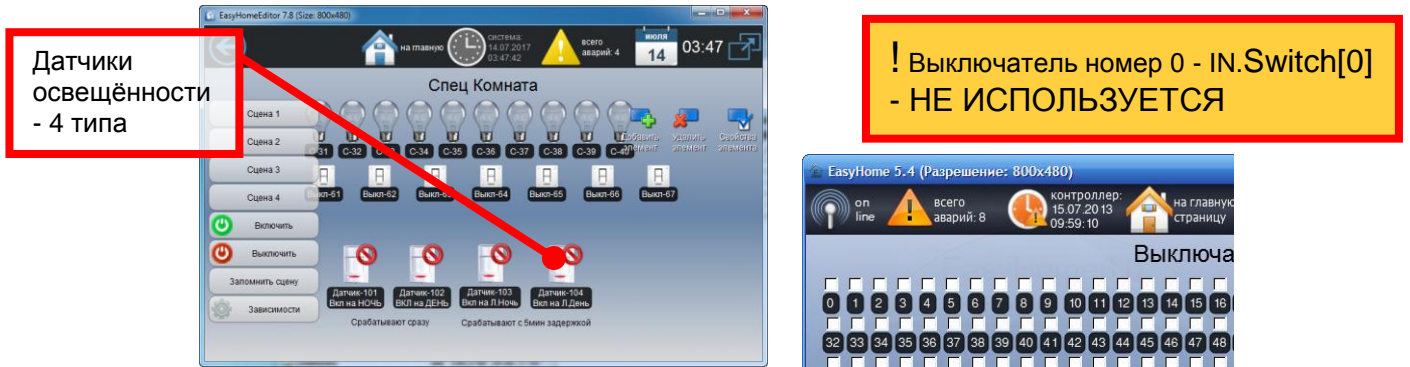 Датчики
освещённости
- 4 типа
EasyHomeEditor 7.8 (Size: 800x480)
на главную
система:
14.07.2017
03:47:42
всего
аварий: 4
июля
14
03:47
Спец Комната
Сцена 1
Сцена 2
Сцена 3
Сцена 4
Включить
Выключить
Запомнить сцену
Зависимости
С-31 С-32 С-33 С-34 С-35 С-36 С-37 С-38 С-39 С-40
Добавить элемент
Удалить элемент
Свойства элемента
Выкл-61 Выкл-62 Выкл-63 Выкл-64 Выкл-65 Выкл-66 Выкл-67
Датчик-101
Вкл на НОЧЬ
Датчик-102
ВКЛ на ДЕНЬ
Датчик-103
Вкл на Л.Ночь
Датчик-104
Вкл на Л.День
Срабатывают сразу
Срабатывают с 5мин задержкой
! Выключатель номер 0 - IN.Switch[0]
- НЕ ИСПОЛЬЗУЕТСЯ
EasyHome 5.4 (Разрешение: 800x480)
on
line
всего
аварий: 8
контроллер:
15.07.2013
09:59:10
на главную
страницу
Выключа
0 1 2 3 4 5 6 7 8 9 10 11 12 13 14 15 16
32 33 34 35 36 37 38 39 40 41 42 43 44 45 46 47 48